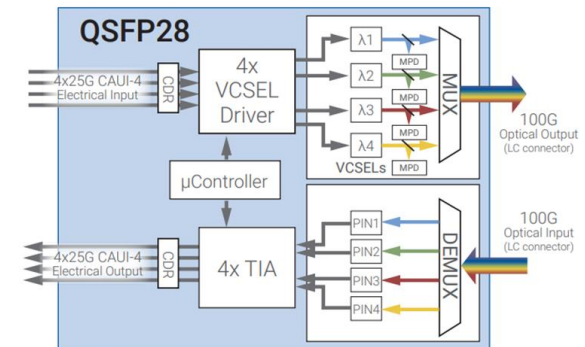 QSFP28
4x25G CAUI-4
Electrical Input
CDR
4x
VCSEL
Driver
λ1
λ2
λ3
λ4
MPD
MPD
MPD
MPD
VCSELs
MUX
100G
Optical Output
(LC connector)
µController
4x25G CAUI-4
Electrical Output
CDR
4x TIA
PIN1
PIN2
PIN3
PIN4
DEMUX
100G
Optical Input
(LC connector)